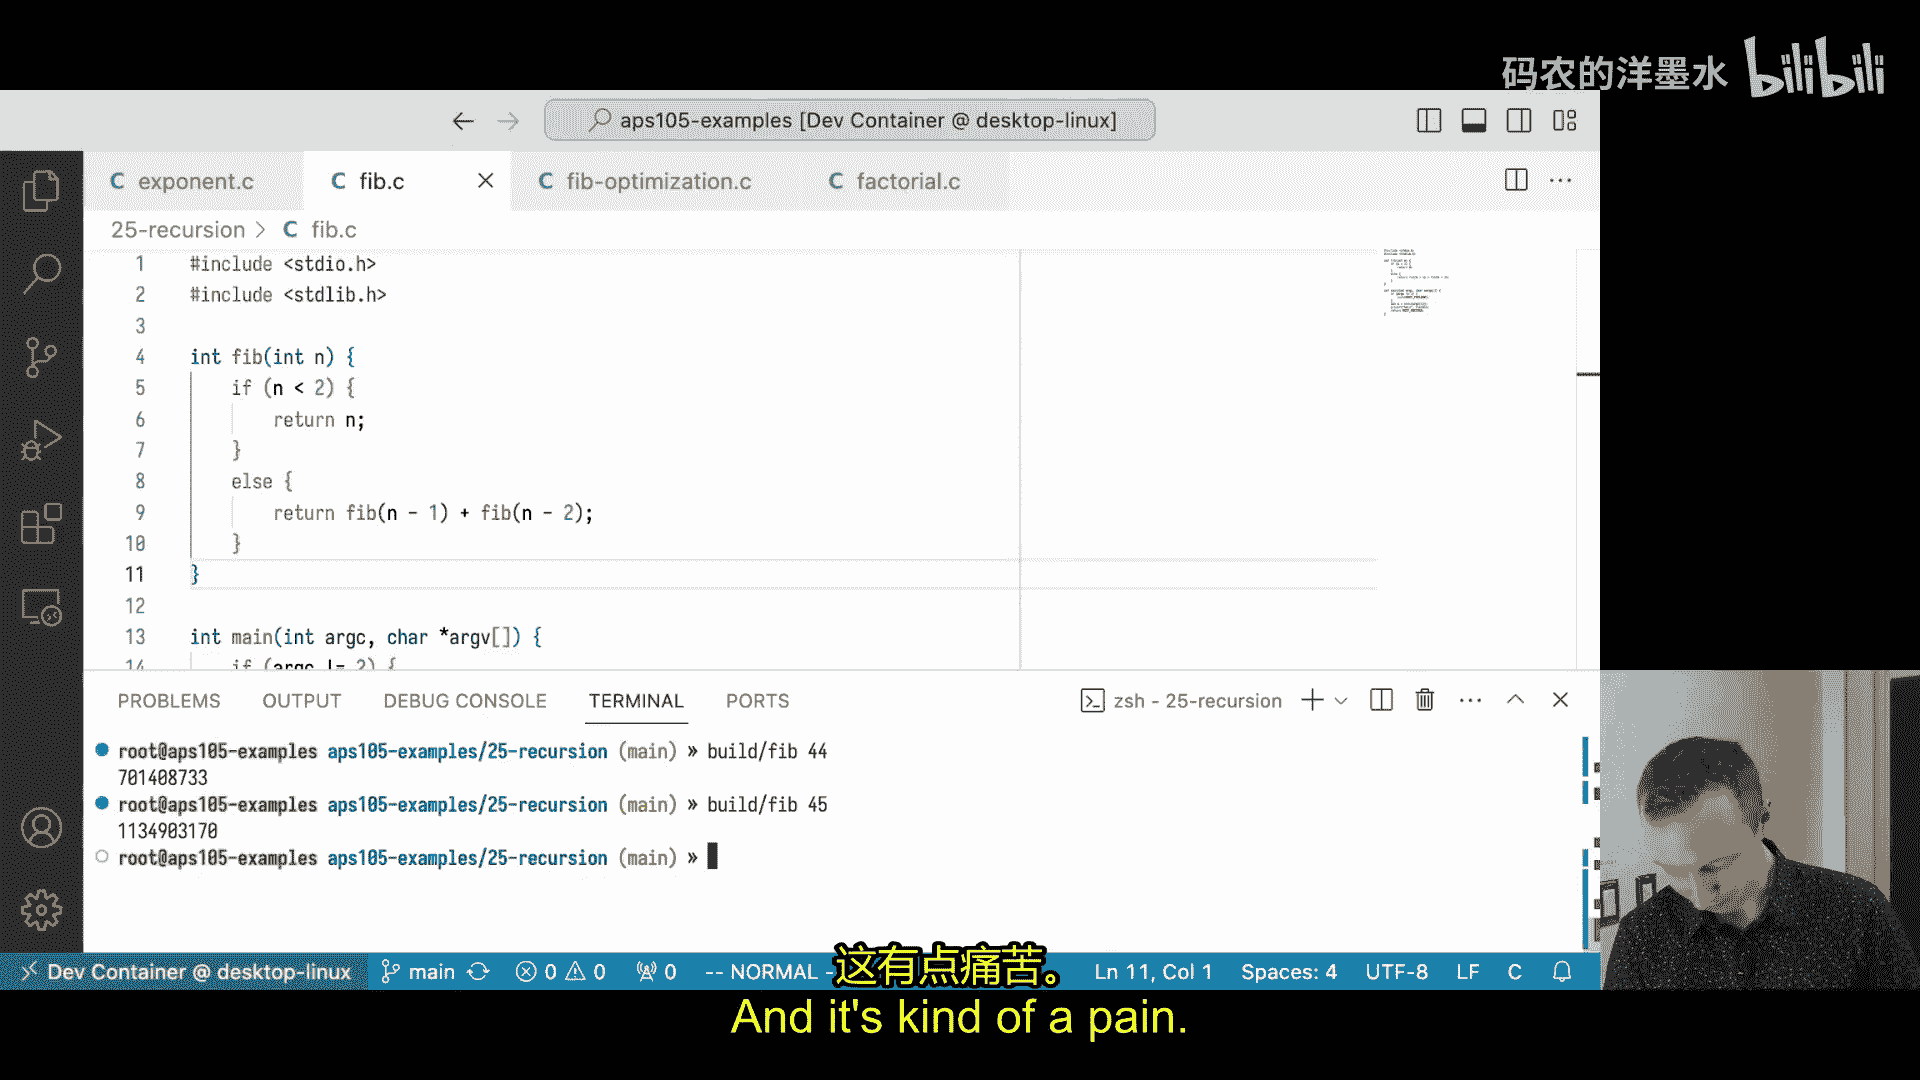 码农的洋墨水 bilibili
aps105-examples [Dev Container @ desktop-linux]
exponent.c
fib.c
fib-optimization.c
factorial.c
25-recursion > C fib.c
1 #include <stdio.h>
2 #include <stdlib.h>
3
4 int fib(int n) {
5 if (n < 2) {
6 return n;
7 }
8 else {
9 return fib(n - 1) + fib(n - 2);
10 }
11 }
12
13 int main(int argc, char *argv[]) {
14 if (argc != 2) {
PROBLEMS OUTPUT DEBUG CONSOLE TERMINAL PORTS
zsh - 25-recursion
root@aps105-examples aps105-examples/25-recursion (main) » build/fib 44
701408733
root@aps105-examples aps105-examples/25-recursion (main) » build/fib 45
1134903170
root@aps105-examples aps105-examples/25-recursion (main) »
Dev Container @ desktop-linux main 0 0 0 -- NORMAL - Ln 11, Col 1 Spaces: 4 UTF-8 LF C
这有点痛苦。
And it's kind of a pain.